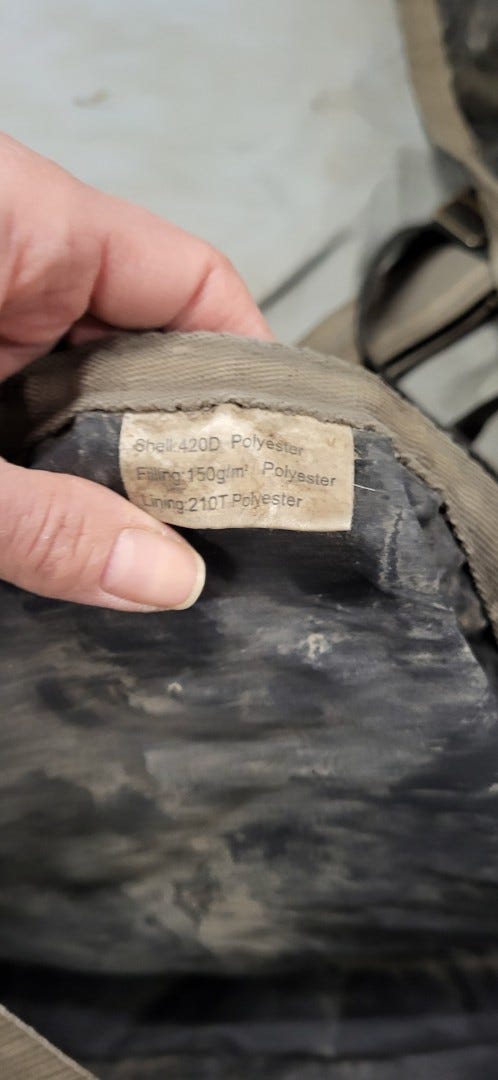 Shell:420D Polyester
Filling:150g/m² Polyester
Lining:210T Polyester